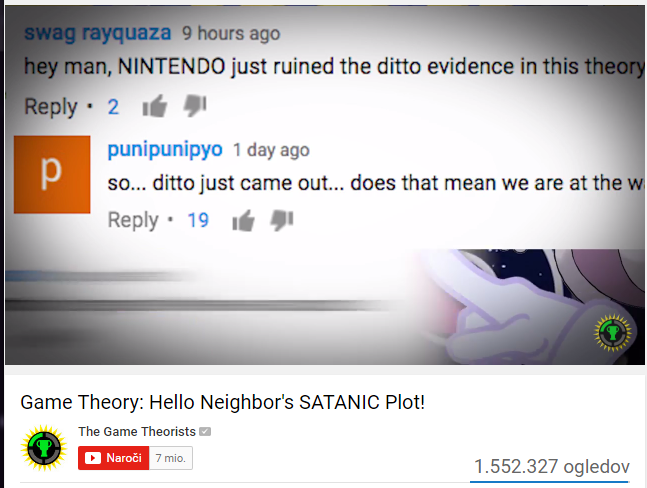 swag rayquaza 9 hours ago
hey man, NINTENDO just ruined the ditto evidence in this theory
Reply • 2
p
punipunipyo 1 day ago
so... ditto just came out... does that mean we are at the w
Reply • 19
Game Theory: Hello Neighbor's SATANIC Plot!
The Game Theorists
Naroči 7 mio.
1.552.327 ogledov